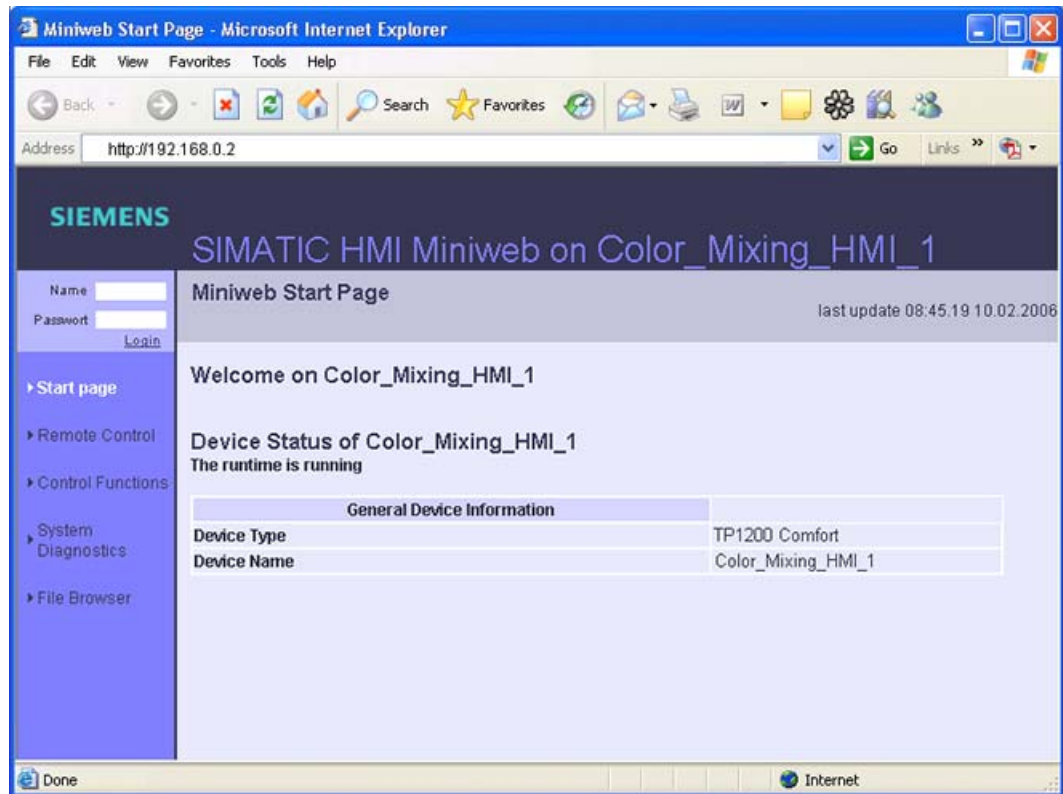 Miniweb Start Page - Microsoft Internet Explorer
File Edit View Favorites Tools Help
Back Search Favorites
Address http://192.168.0.2 Go Links »
SIEMENS
SIMATIC HMI Miniweb on Color_Mixing_HMI_1
Name
Passwort
Login
Miniweb Start Page
last update 08:45.19 10.02.2006
Start page
Remote Control
Control Functions
System
Diagnostics
File Browser
Welcome on Color_Mixing_HMI_1
Device Status of Color_Mixing_HMI_1
The runtime is running
General Device Information
Device Type TP1200 Comfort
Device Name Color_Mixing_HMI_1
Done Internet